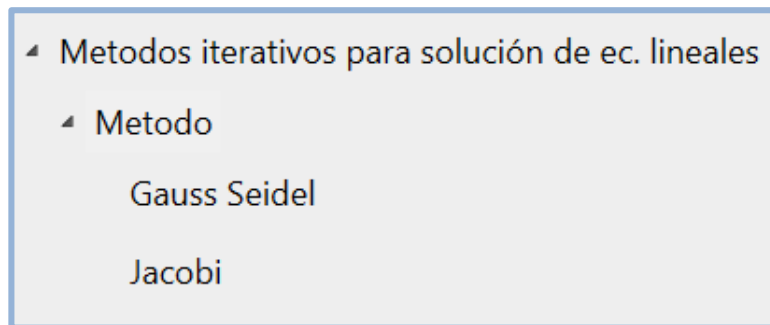 Metodos iterativos para solución de ec. lineales
Metodo
Gauss Seidel
Jacobi